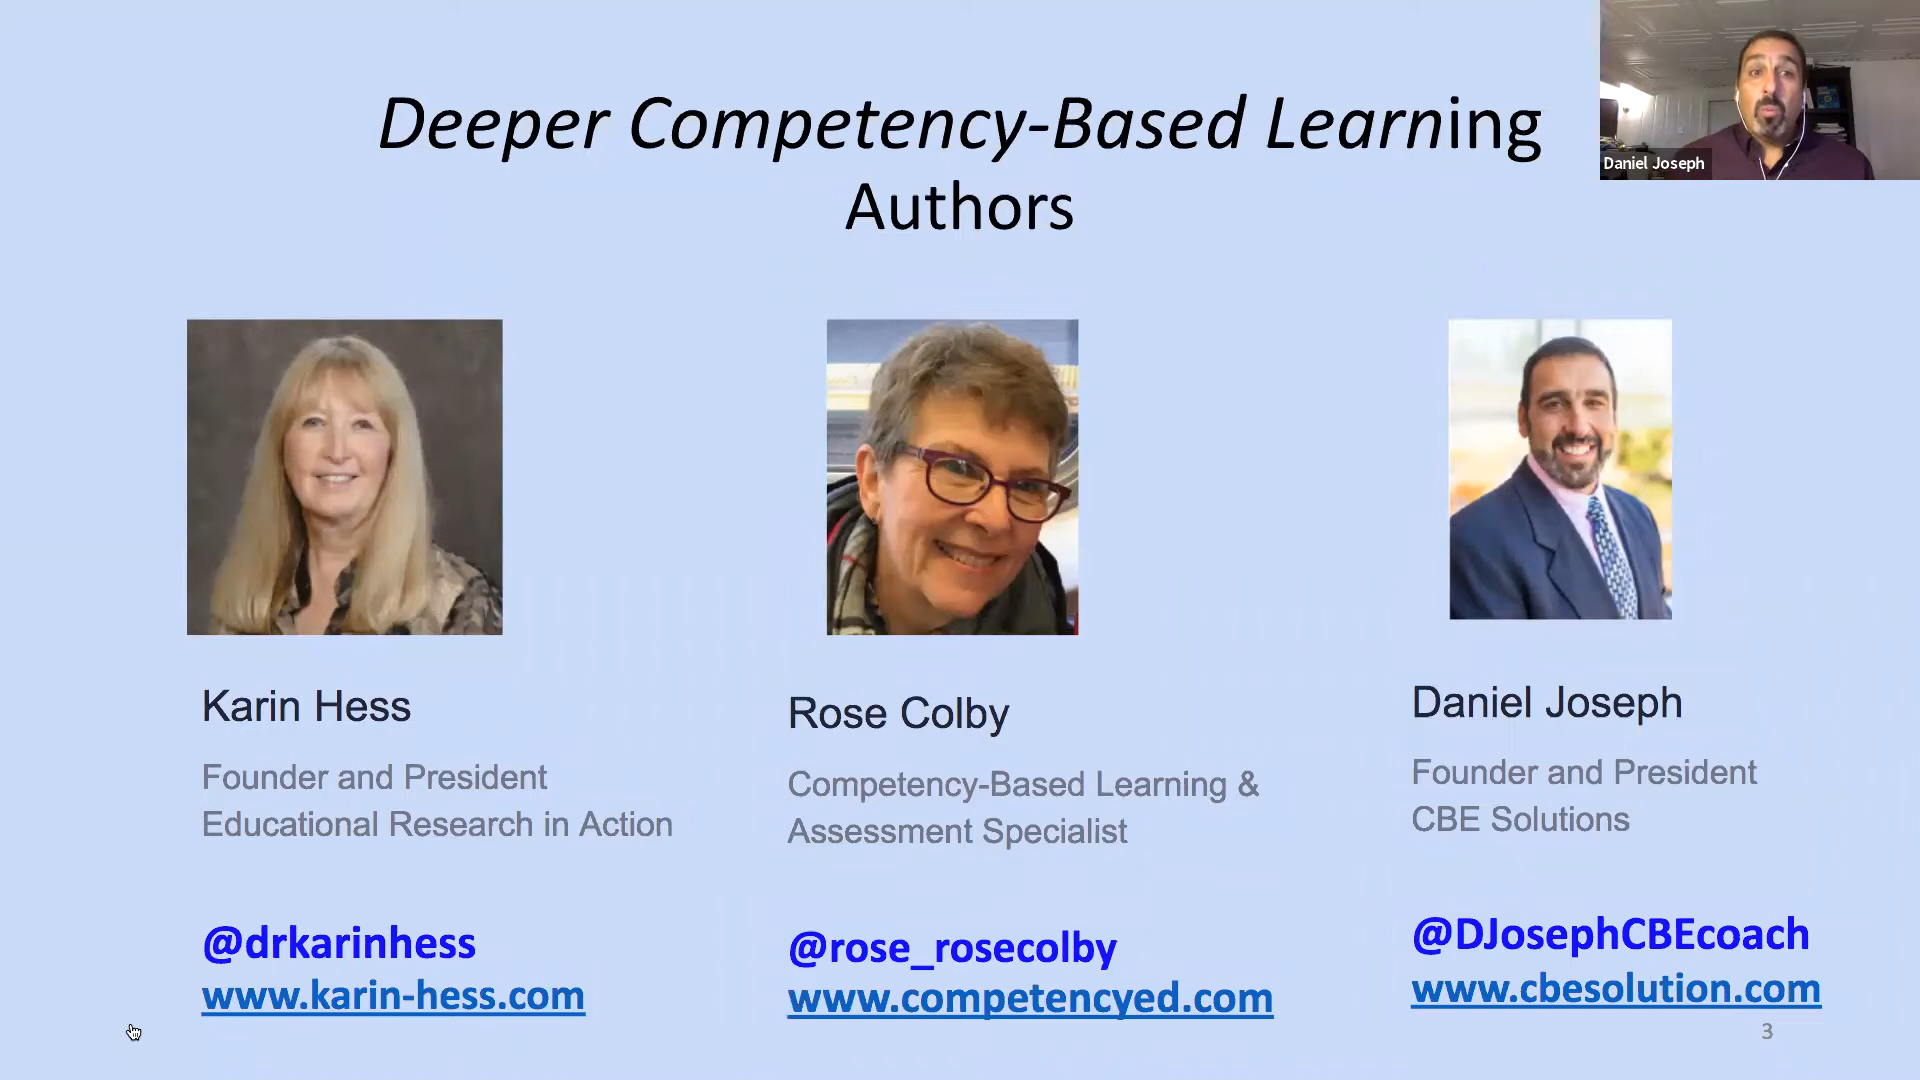 Deeper Competency-Based Learning
Authors
Daniel Joseph
Karin Hess
Founder and President
Educational Research in Action
@drkarinhess
www.karin-hess.com
Rose Colby
Competency-Based Learning &
Assessment Specialist
@rose_rosecolby
www.competencyed.com
Daniel Joseph
Founder and President
CBE Solutions
@DJosephCBEcoach
www.cbesolution.com
3